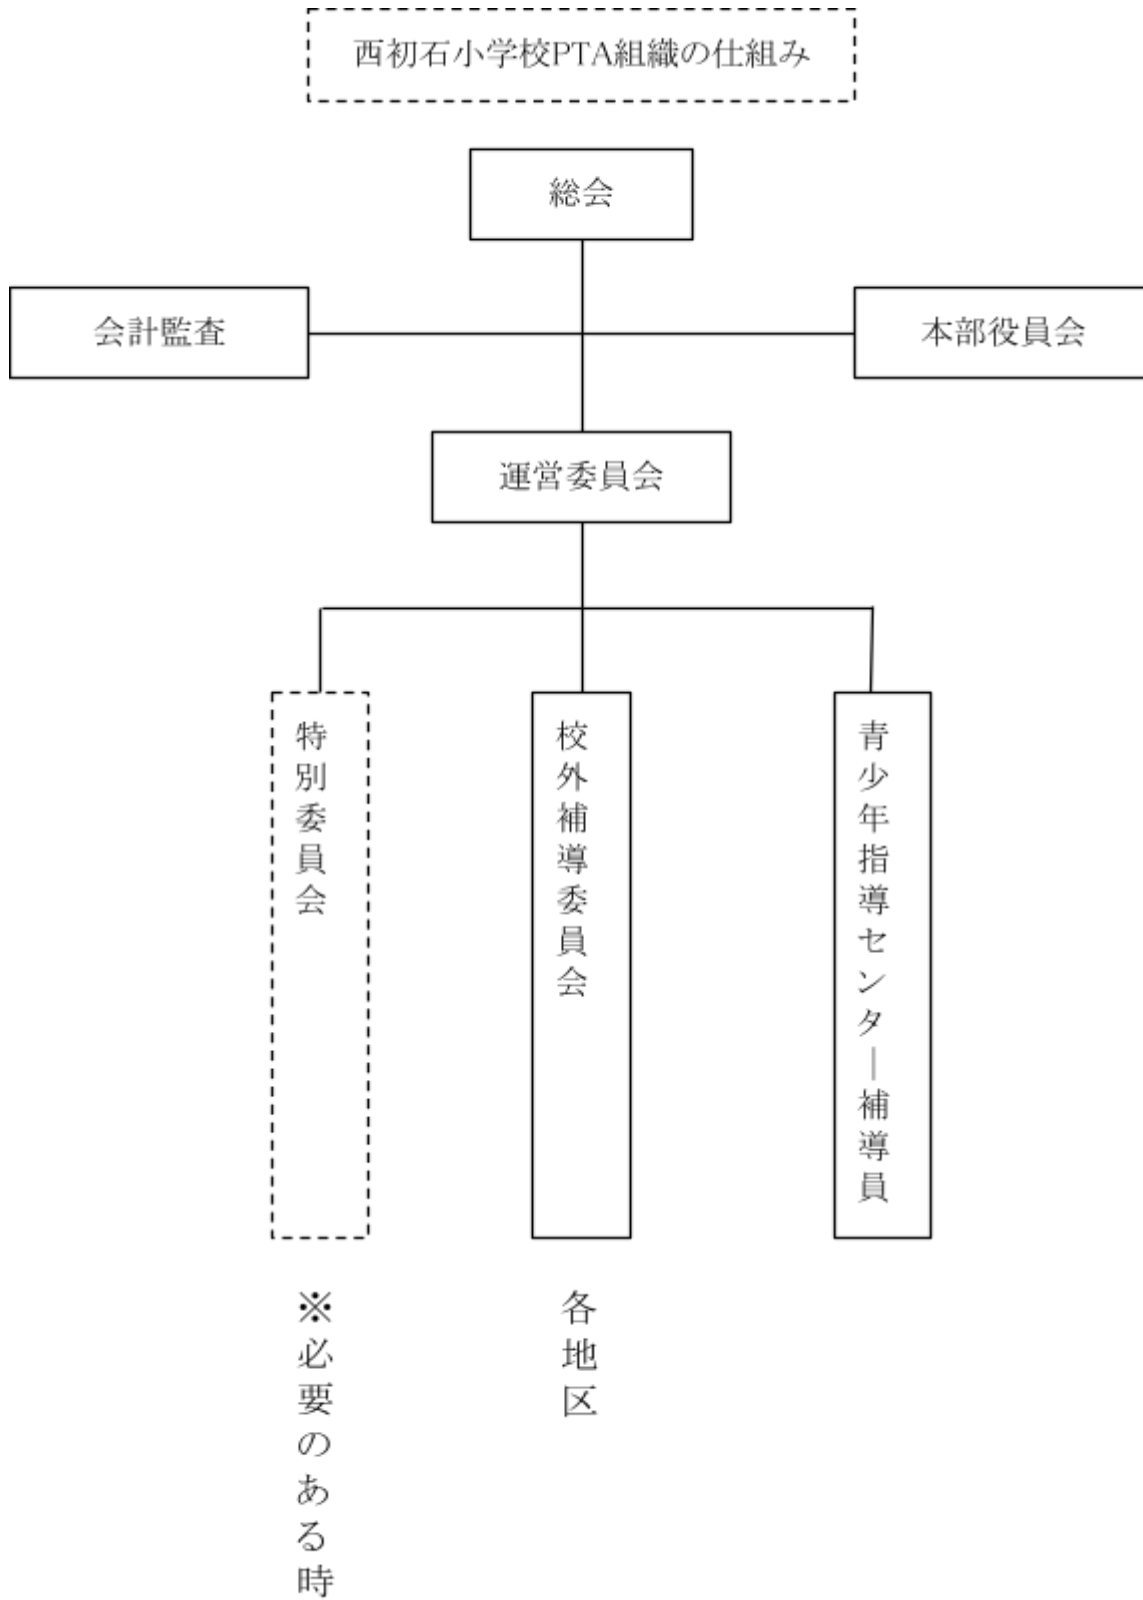 西初石小学校PTA組織の仕組み
総会
会計監査
本部役員会
運営委員会
特別委員会
校外補導委員会
青少年指導センター補導員
※必要のある時
各地区